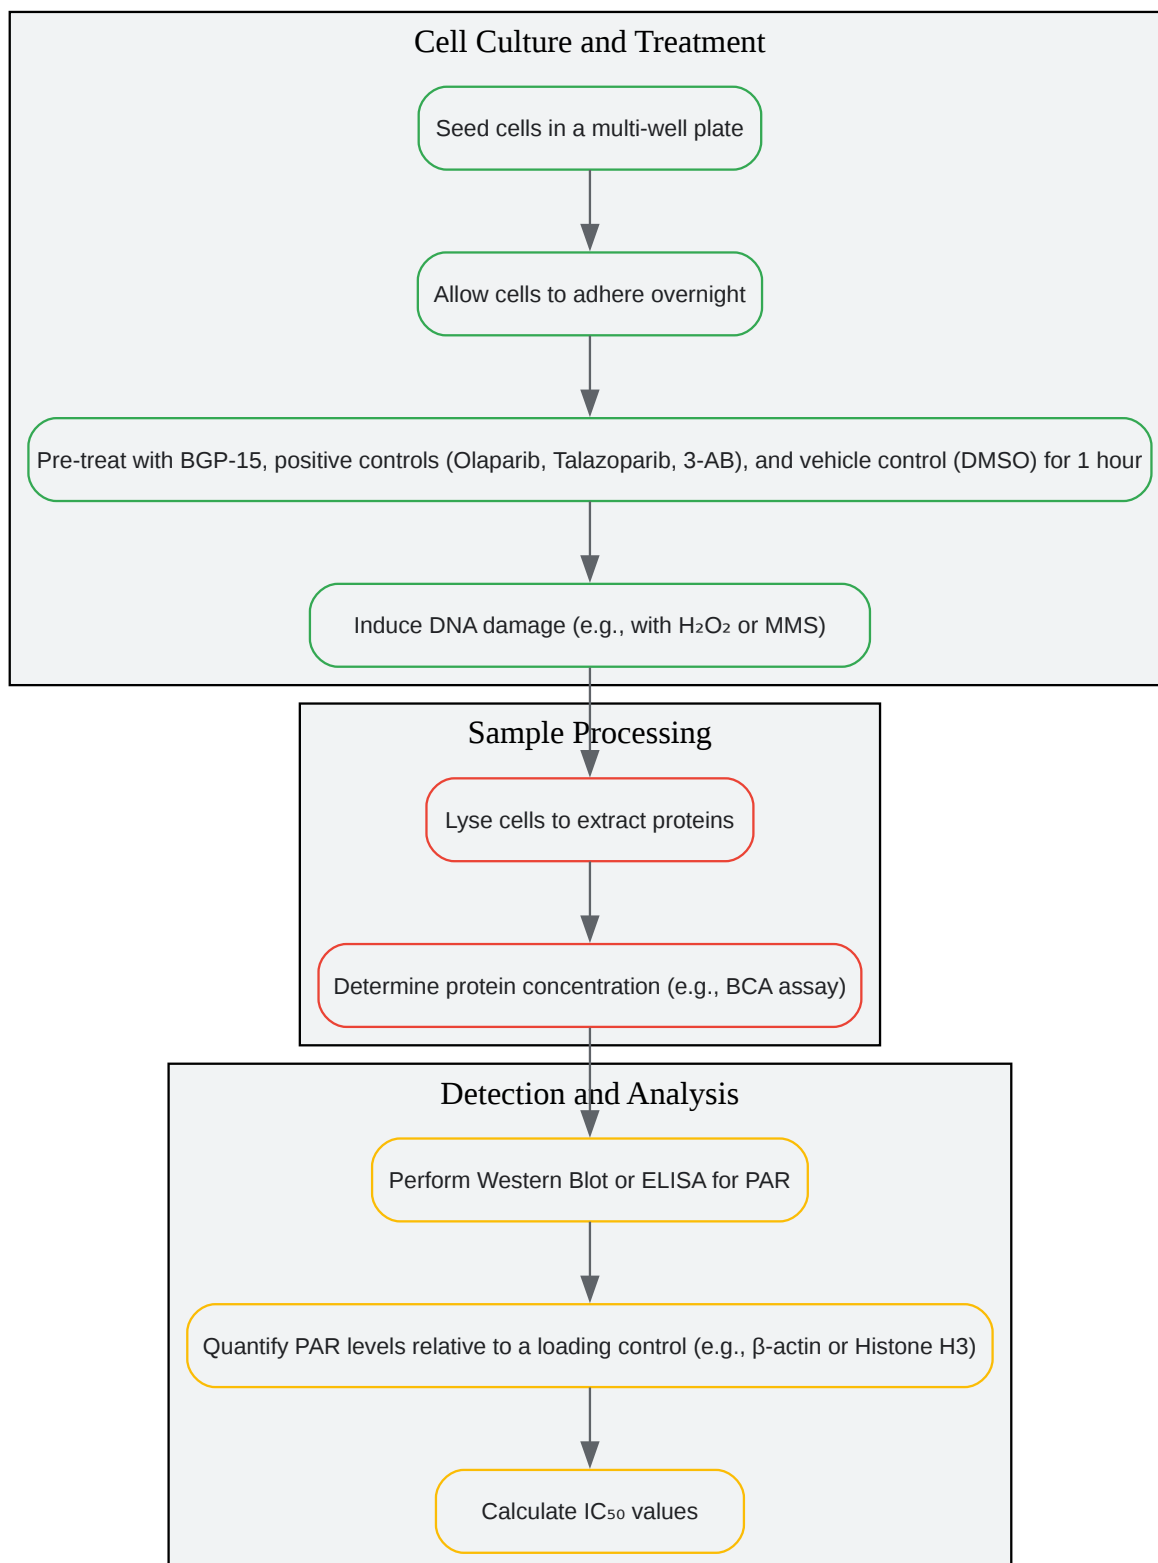 Cell Culture and Treatment
Seed cells in a multi-well plate
Allow cells to adhere overnight
Pre-treat with BGP-15, positive controls (Olaparib, Talazoparib, 3-AB), and vehicle control (DMSO) for 1 hour
Induce DNA damage (e.g., with H₂O₂ or MMS)
Sample Processing
Lyse cells to extract proteins
Determine protein concentration (e.g., BCA assay)
Detection and Analysis
Perform Western Blot or ELISA for PAR
Quantify PAR levels relative to a loading control (e.g., β-actin or Histone H3)
Calculate IC₅₀ values